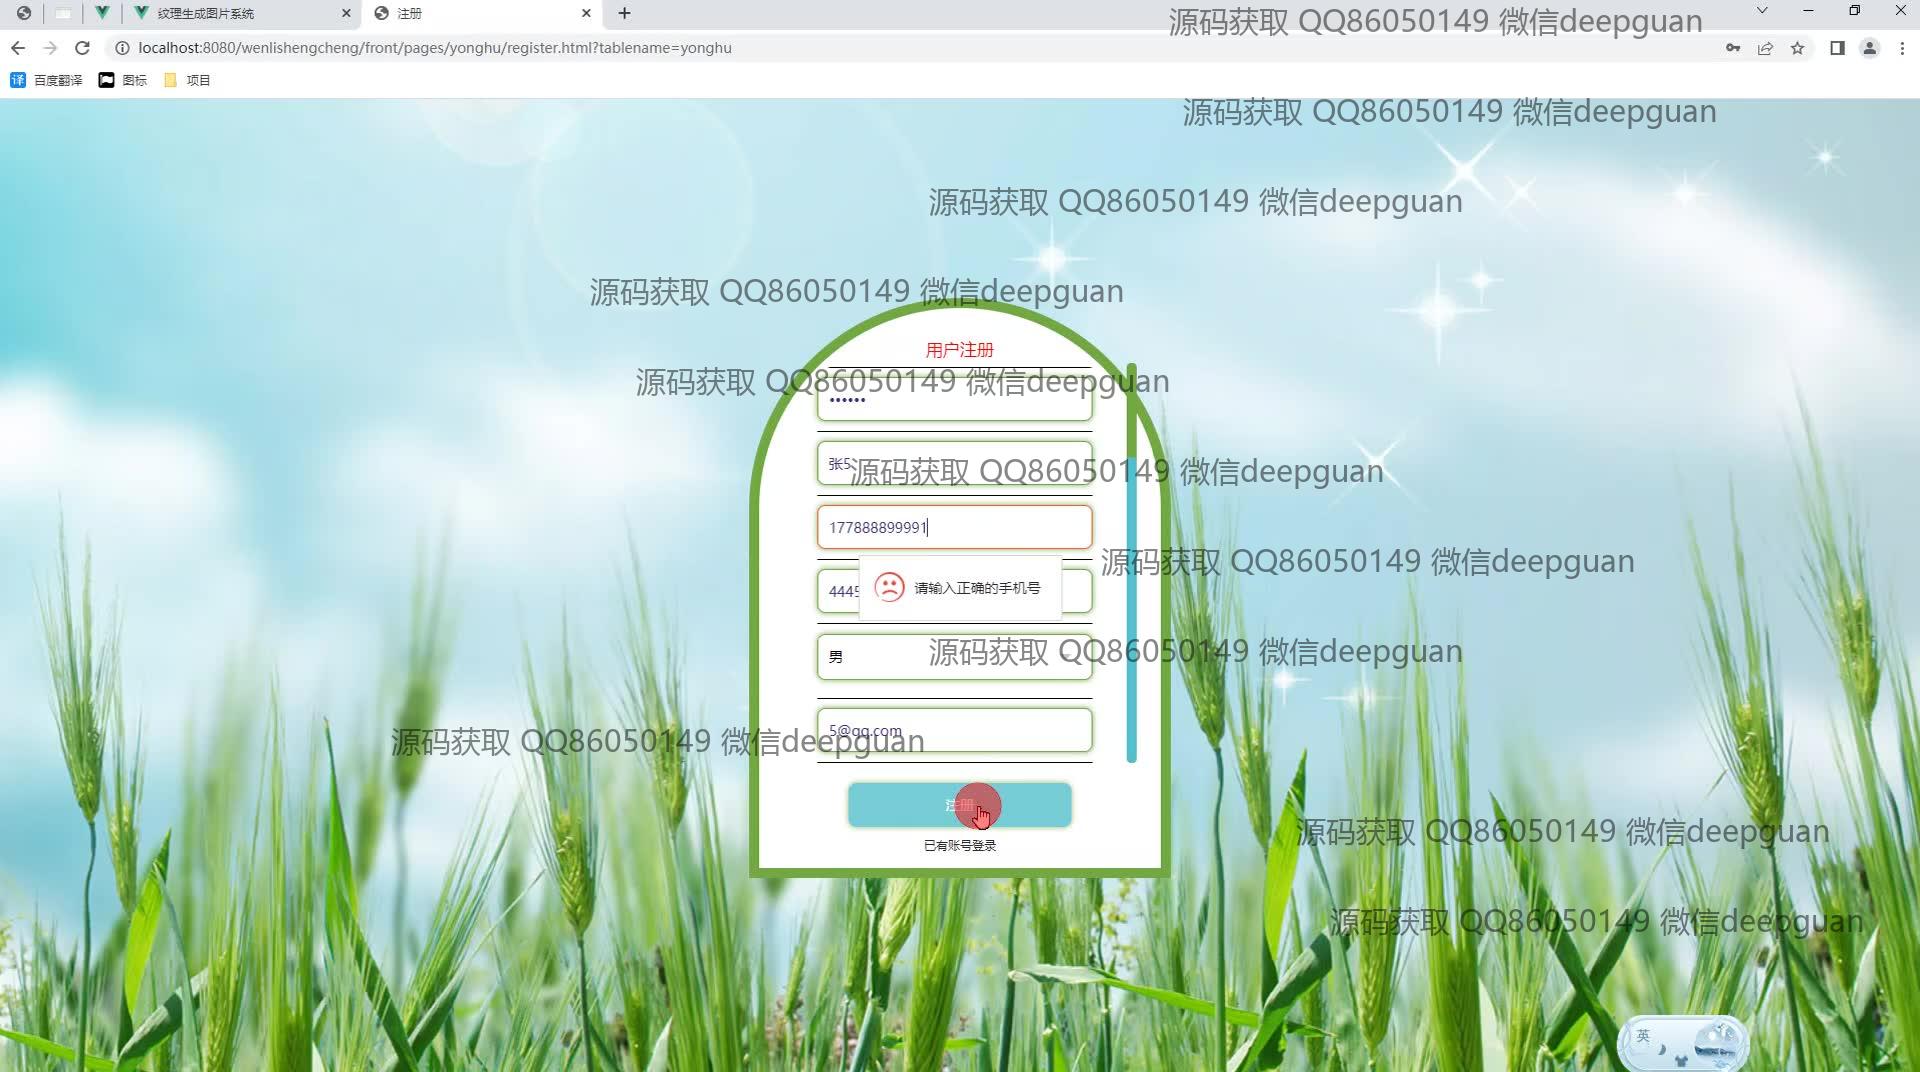 纹理生成图片系统
注册
源码获取 QQ86050149 微信deepguan
localhost:8080/wenlishengcheng/front/pages/yonghu/register.html?tablename=yonghu
百度翻译
图标
项目
源码获取 QQ86050149 微信deepguan
源码获取 QQ86050149 微信deepguan
源码获取 QQ86050149 微信deepguan
用户注册
源码获取 QQ86050149 微信deepguan
••••••
张5
源码获取 QQ86050149 微信deepguan
177888899991
源码获取 QQ86050149 微信deepguan
4445
请输入正确的手机号
男
源码获取 QQ86050149 微信deepguan
5@qq.com
源码获取 QQ86050149 微信deepguan
注册
源码获取 QQ86050149 微信deepguan
已有账号登录
源码获取 QQ86050149 微信deepguan
英